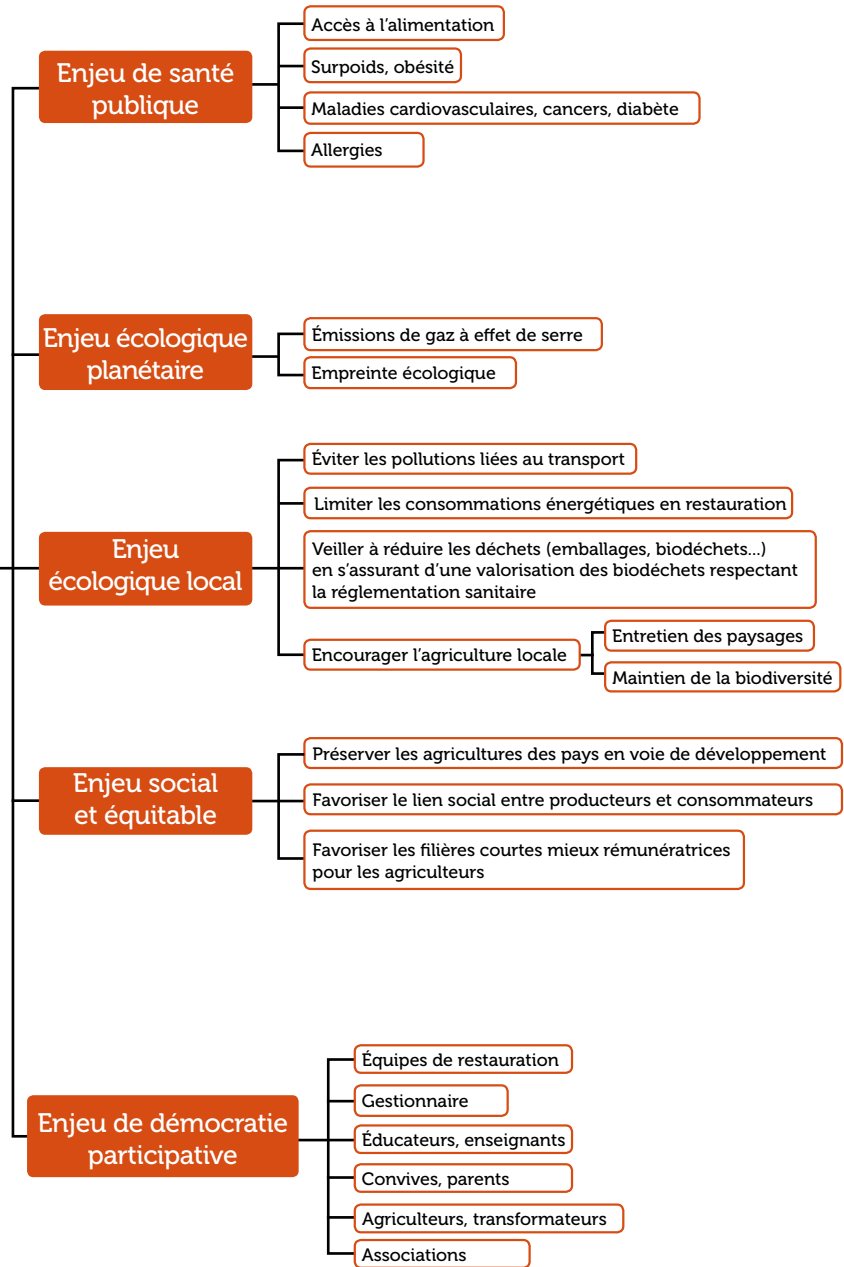 Enjeu de santé
publique
Accès à l’alimentation
Surpoids, obésité
Maladies cardiovasculaires, cancers, diabète
Allergies
Enjeu écologique
planétaire
Émissions de gaz à effet de serre
Empreinte écologique
Enjeu
écologique local
Éviter les pollutions liées au transport
Limiter les consommations énergétiques en restauration
Veiller à réduire les déchets (emballages, biodéchets...)
en s’assurant d’une valorisation des biodéchets respectant
la réglementation sanitaire
Encourager l’agriculture locale
Entretien des paysages
Maintien de la biodiversité
Enjeu social
et équitable
Préserver les agricultures des pays en voie de développement
Favoriser le lien social entre producteurs et consommateurs
Favoriser les filières courtes mieux rémunératrices
pour les agriculteurs
Enjeu de démocratie
participative
Équipes de restauration
Gestionnaire
Éducateurs, enseignants
Convives, parents
Agriculteurs, transformateurs
Associations